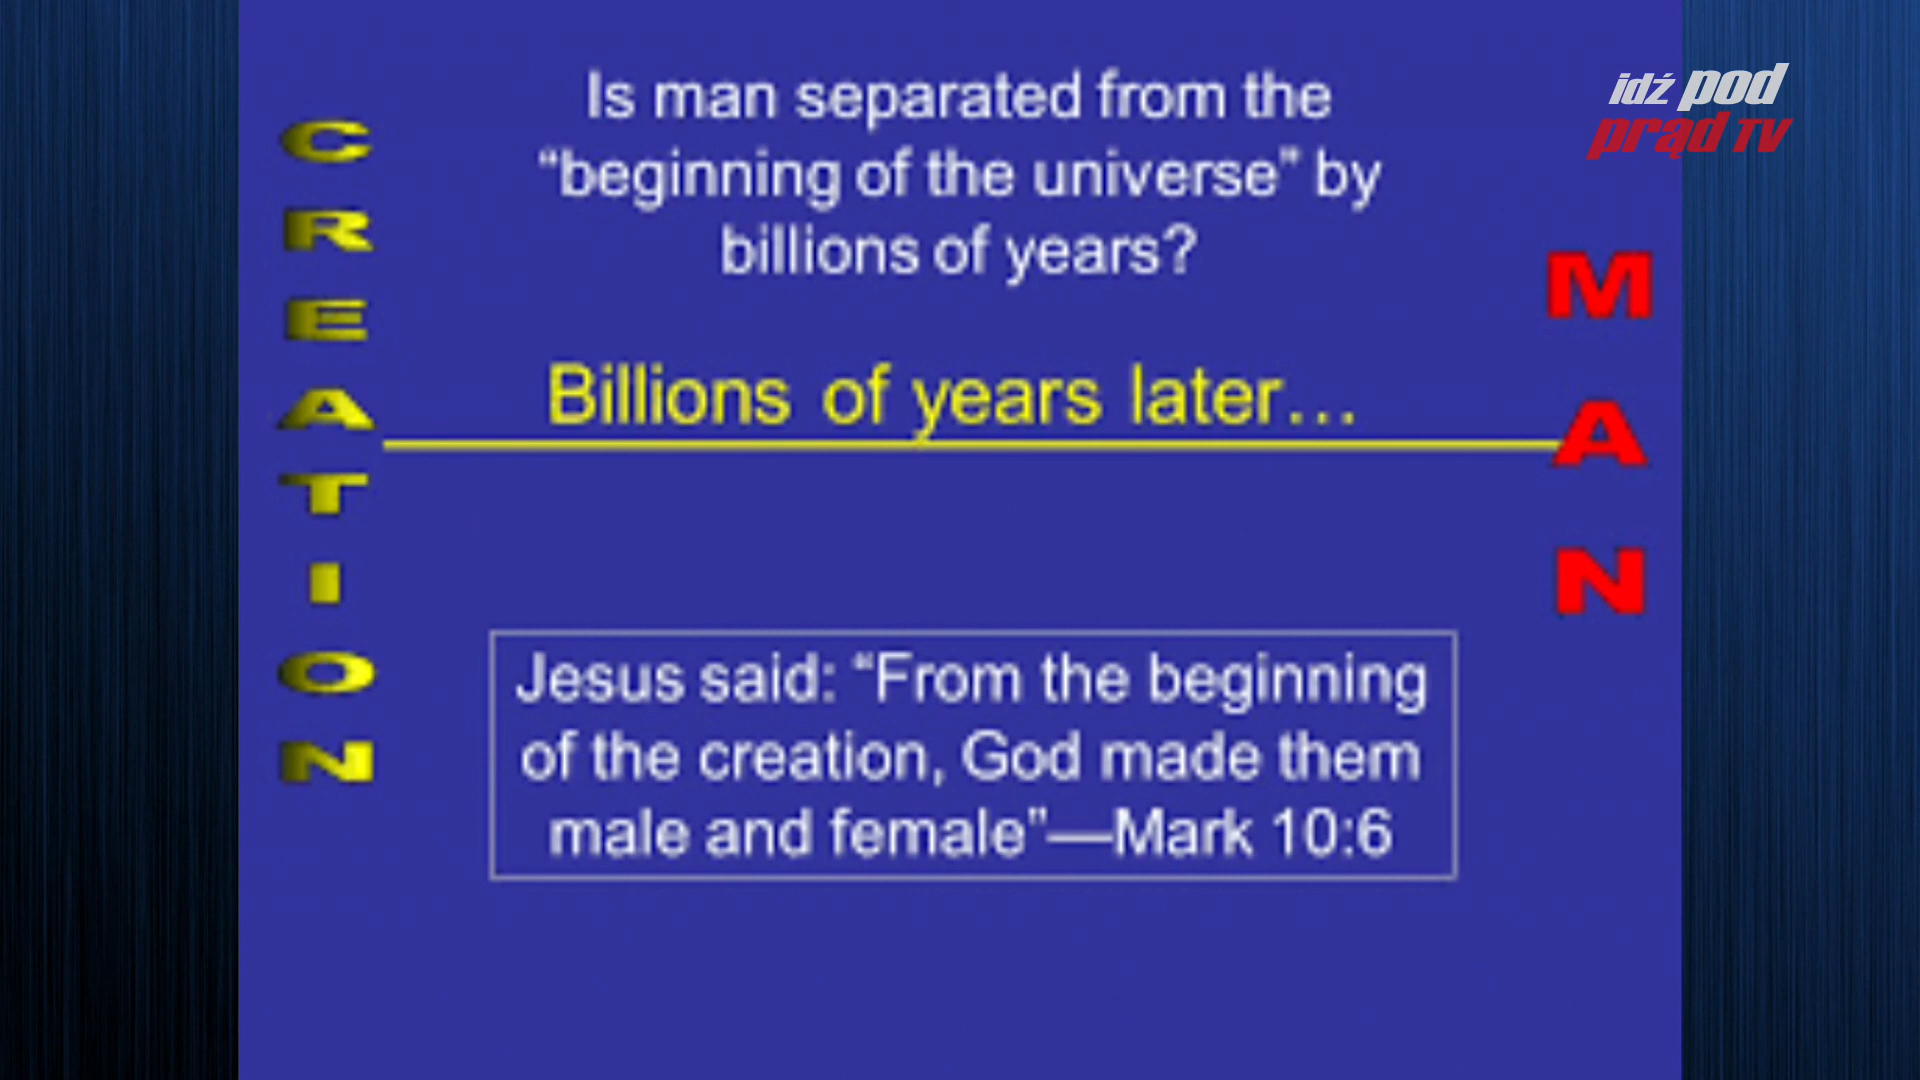 idź pod
prąd TV
Is man separated from the
“beginning of the universe” by
billions of years?
CREATION
Billions of years later…
MAN
Jesus said: “From the beginning
of the creation, God made them
male and female”—Mark 10:6